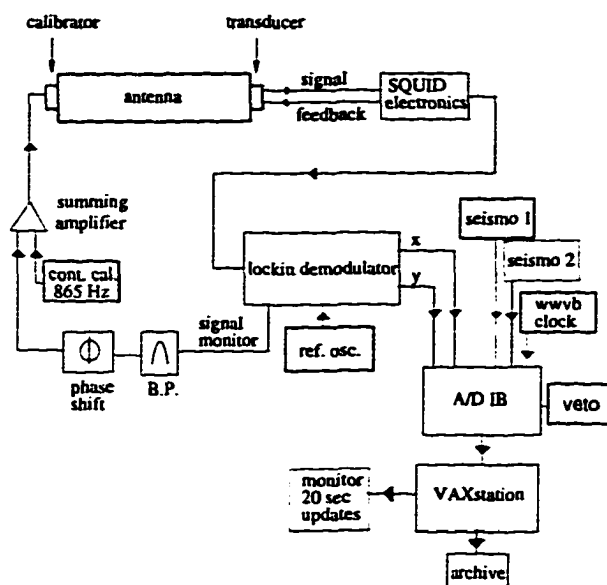 calibrator
transducer
antenna
signal
feedback
SQUID
electronics
summing
amplifier
cont. cal.
865 Hz
lockin demodulator
x
y
seismo 1
seismo 2
wwvb
clock
signal
monitor
ref. osc.
Φ
phase
shift
B.P.
A/D IB
veto
monitor
20 sec
updates
VAXstation
archive